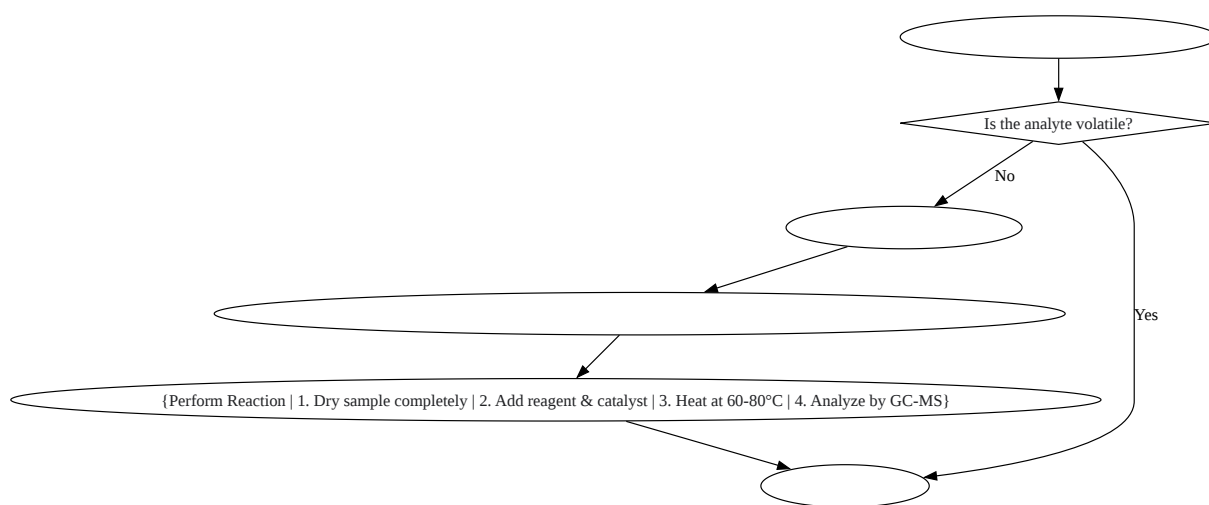 Is the analyte volatile?
No
Yes
{Perform Reaction | 1. Dry sample completely | 2. Add reagent & catalyst | 3. Heat at 60-80°C | 4. Analyze by GC-MS}